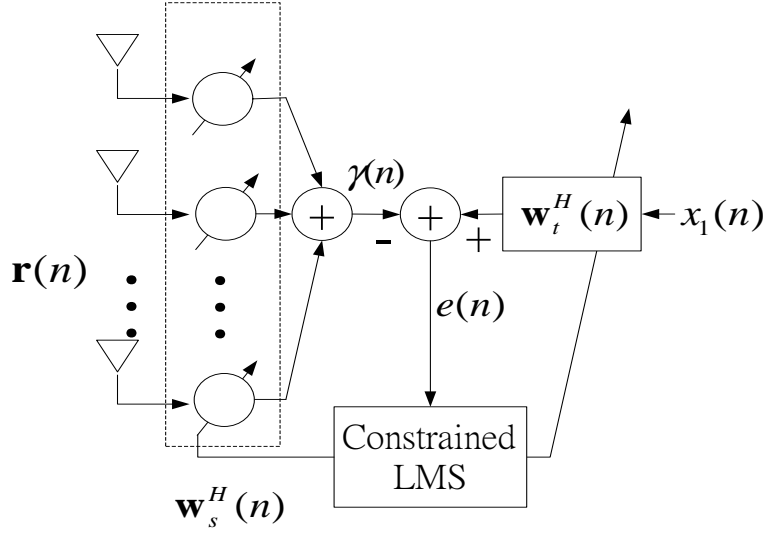 γ(n)
+
+
-
+
w_t^H(n)
x_1(n)
r(n)
e(n)
Constrained
LMS
w_s^H(n)